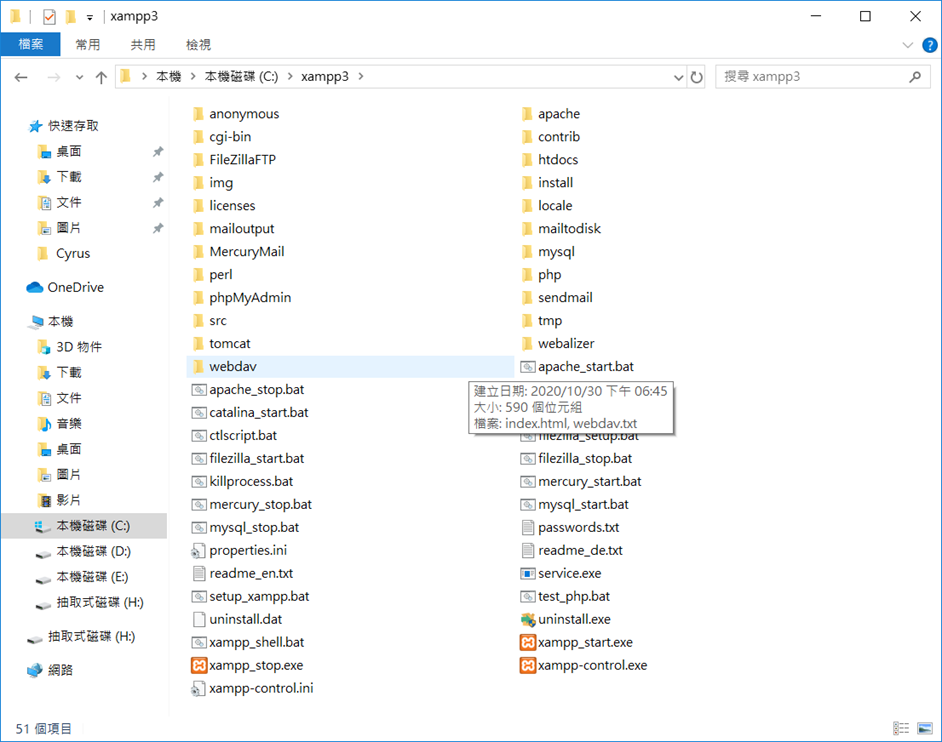 xampp3
檔案 常用 共用 檢視
本機 本機磁碟 (C:) xampp3 搜尋 xampp3
快速存取
桌面
下載
文件
圖片
Cyrus
OneDrive
本機
3D 物件
下載
文件
音樂
桌面
圖片
影片
本機磁碟 (C:)
本機磁碟 (D:)
本機磁碟 (E:)
抽取式磁碟 (H:)
抽取式磁碟 (H:)
網路
anonymous apache
cgi-bin contrib
FileZillaFTP htdocs
img install
licenses locale
mailoutput mailtodisk
MercuryMail mysql
perl php
phpMyAdmin sendmail
src tmp
tomcat webalizer
webdav apache_start.bat
apache_stop.bat
建立日期: 2020/10/30 下午 06:45
catalina_start.bat
大小: 590 個位元組
檔案: index.html, webdav.txt
ctlscript.bat filezilla_setup.bat
filezilla_start.bat filezilla_stop.bat
killprocess.bat mercury_start.bat
mercury_stop.bat mysql_start.bat
mysql_stop.bat passwords.txt
properties.ini readme_de.txt
readme_en.txt service.exe
setup_xampp.bat test_php.bat
uninstall.dat uninstall.exe
xampp_shell.bat xampp_start.exe
xampp_stop.exe xampp-control.exe
xampp-control.ini
51 個項目